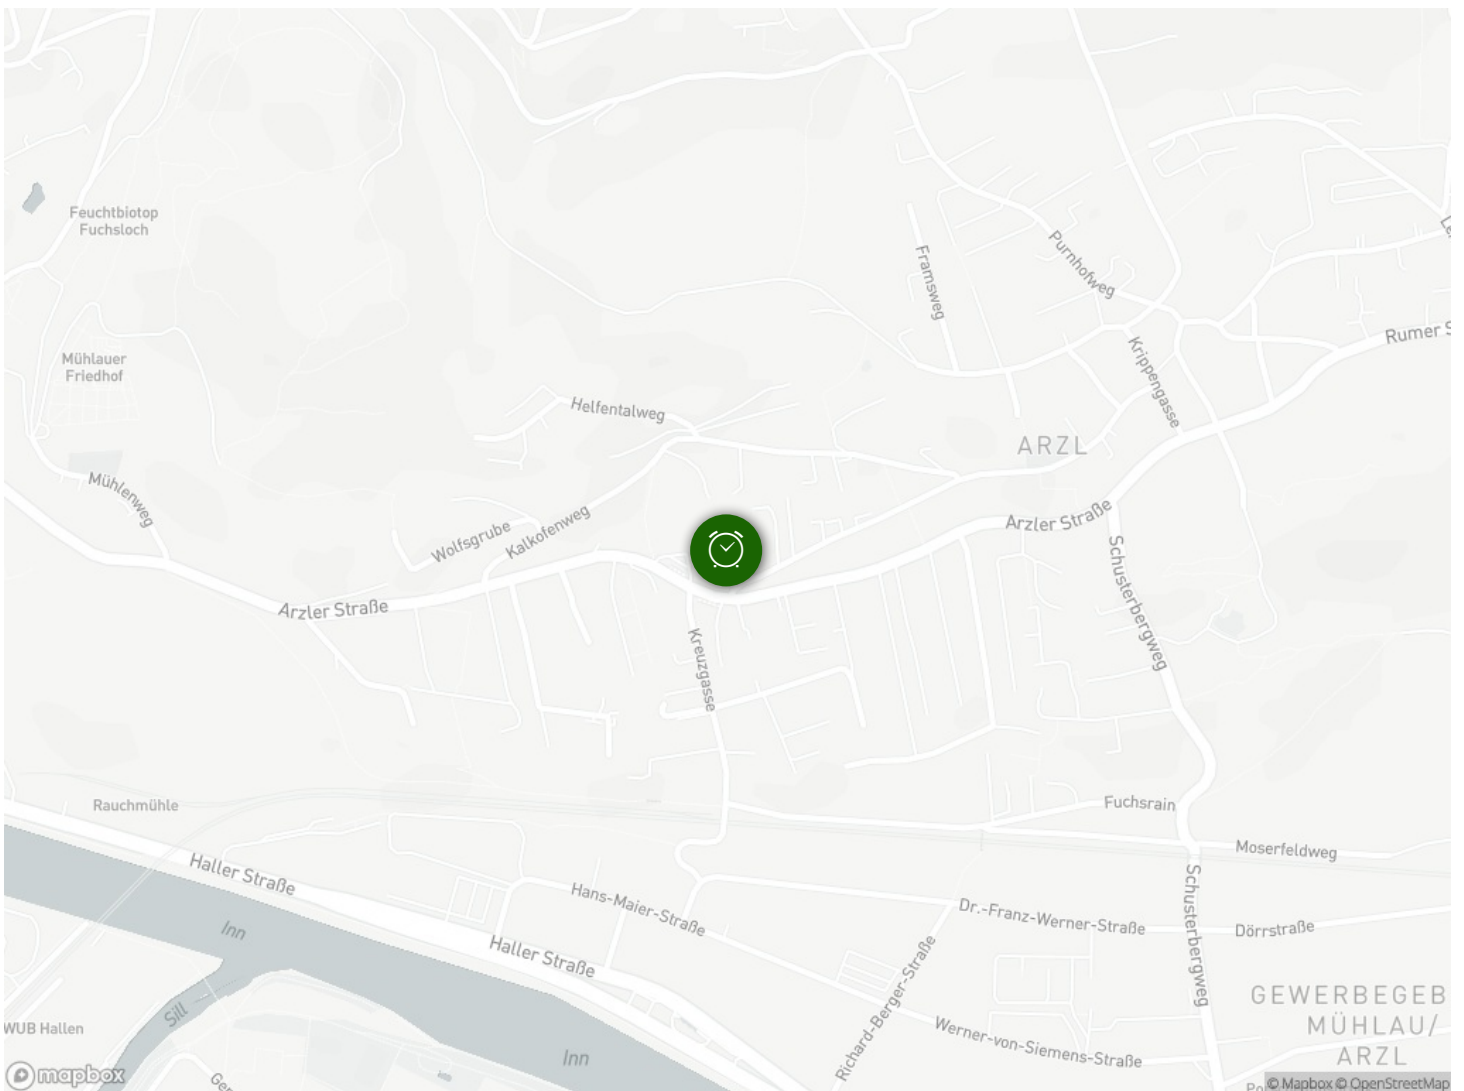 Feuchtbiotop
Fuchsloch
Framsweg
Purnhofweg
Rumer S
Mühlauer
Friedhof
Krippengasse
Helfentalweg
ARZL
Mühlenweg
Wolfsgrube
Kalkofenweg
Arzler Straße
Arzler Straße
Schusterbergweg
Kreuzgasse
Rauchmühle
Fuchsrain
Moserfeldweg
Haller Straße
Hans-Maier-Straße
Dr.-Franz-Werner-Straße
Dörrstraße
Schusterbergweg
Inn
Haller Straße
Richard-Berger-Straße
GEWERBEGEB
MÜHLAU/
ARZL
Sill
WUB Hallen
Inn
Werner-von-Siemens-Straße
mapbox
© Mapbox © OpenStreetMap